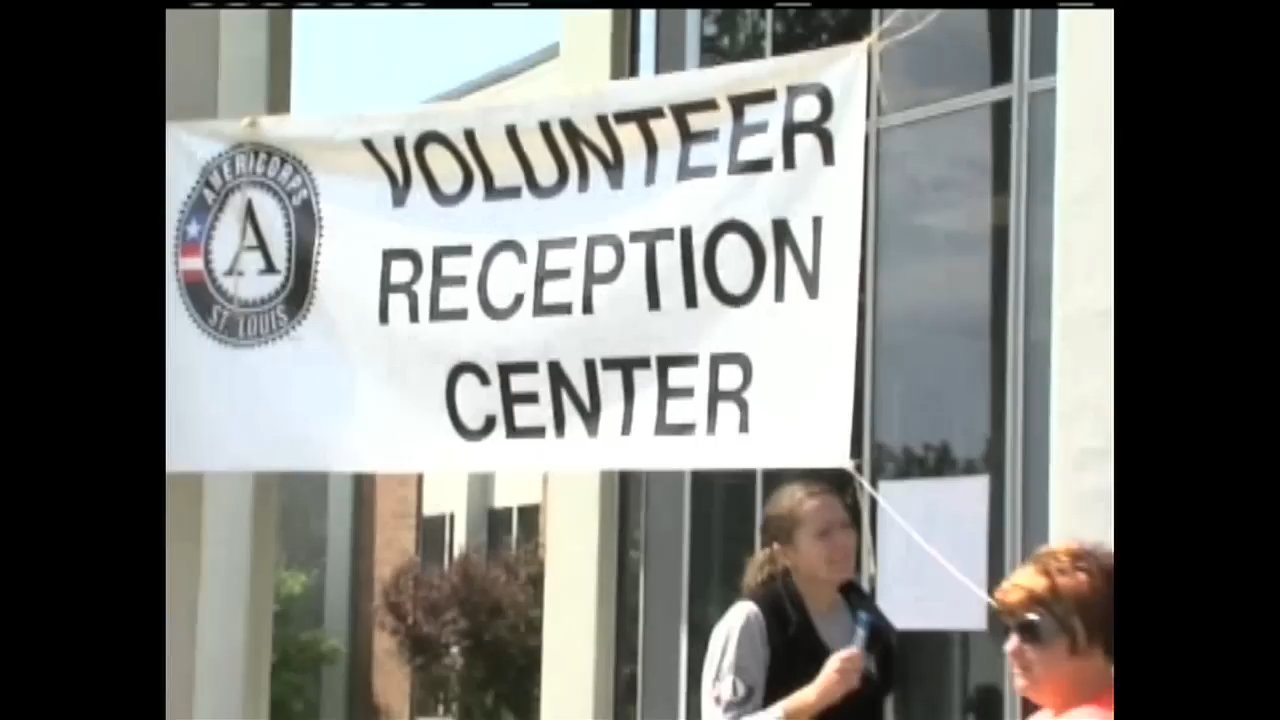 AMERICORPS
A
ST. LOUIS
VOLUNTEER
RECEPTION
CENTER